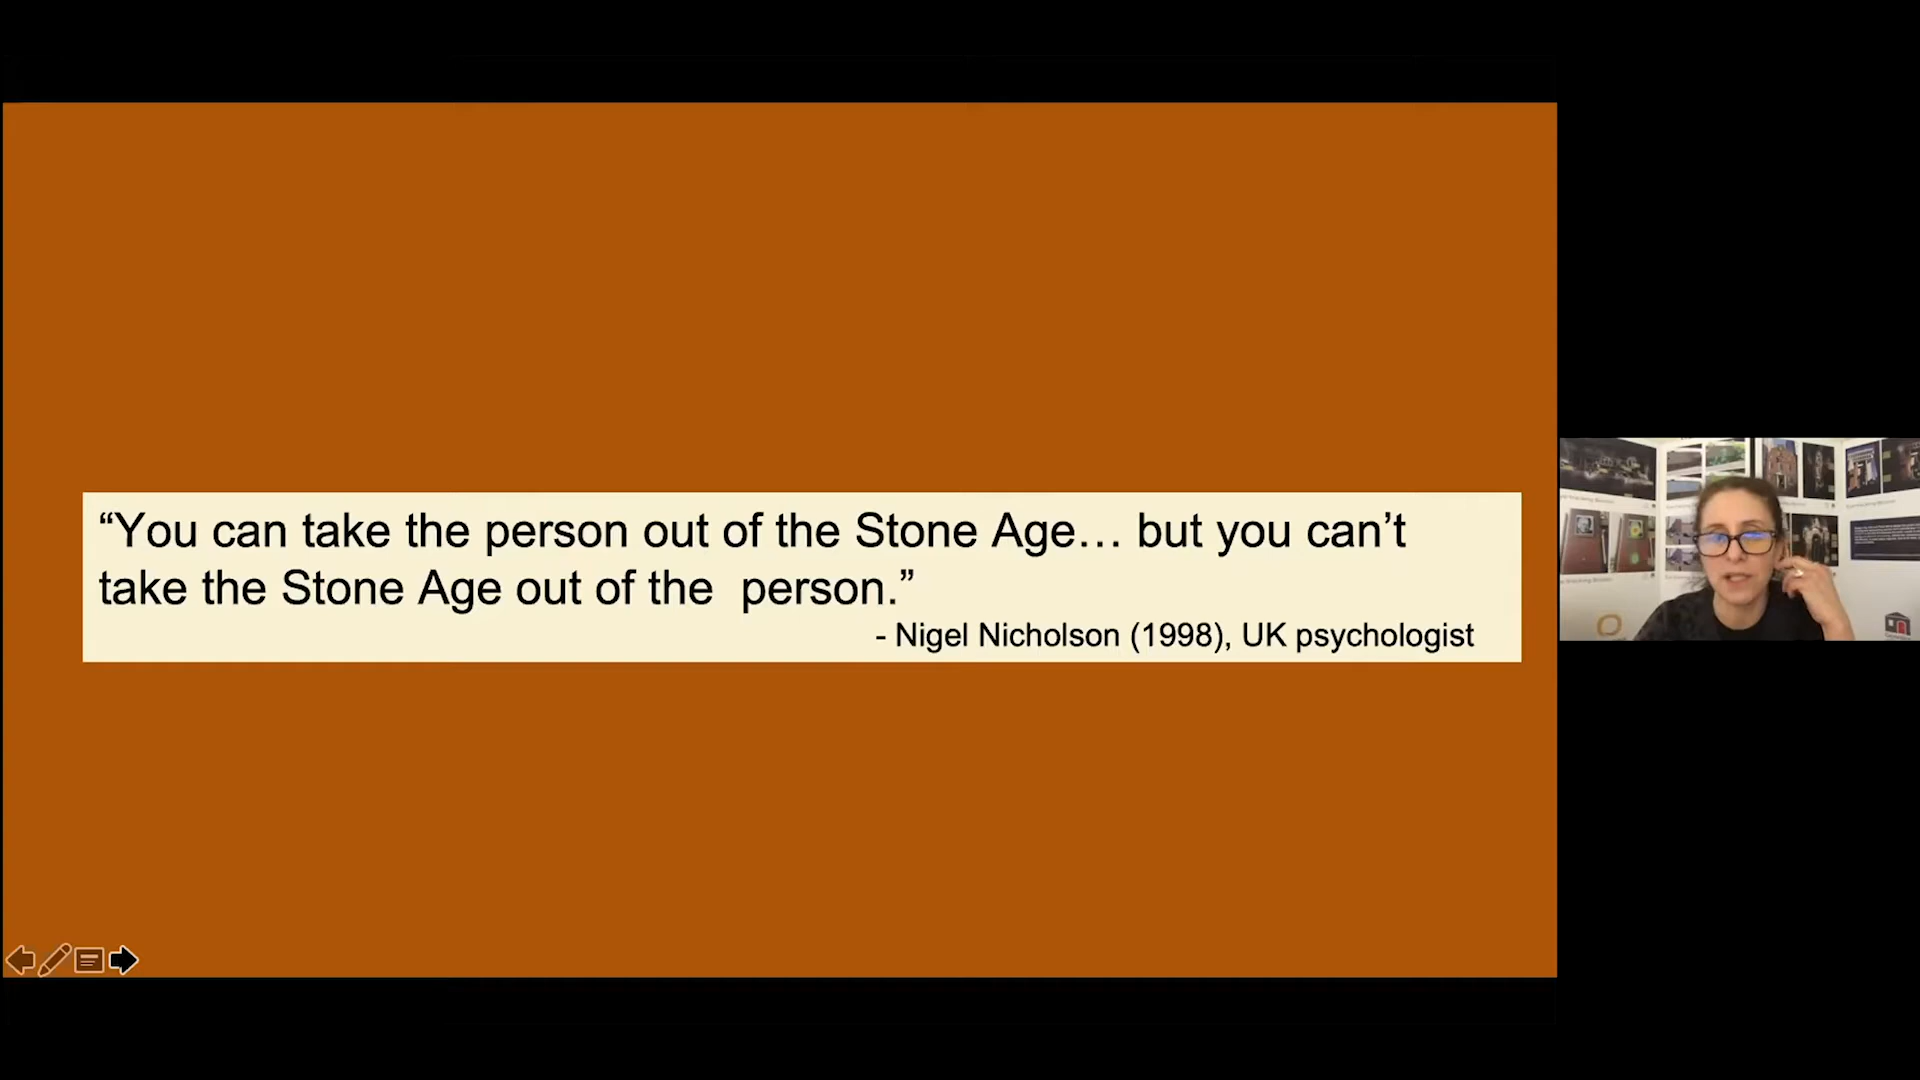 “You can take the person out of the Stone Age… but you can’t
take the Stone Age out of the  person.”
- Nigel Nicholson (1998), UK psychologist